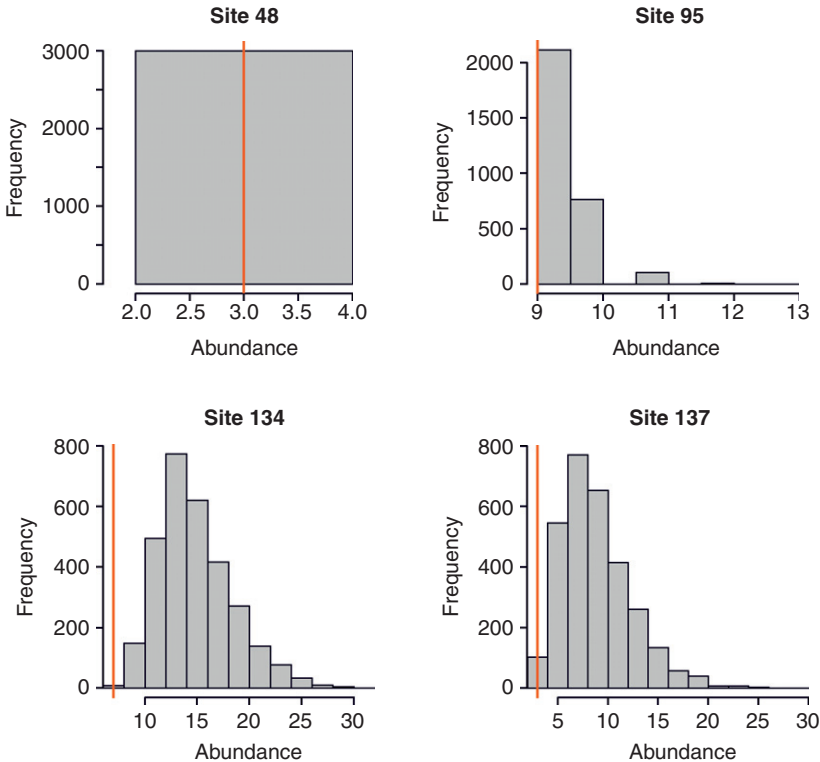 Site 48
Site 95
Frequency
3000
2000
1000
0
2.0 2.5 3.0 3.5 4.0
Abundance
Frequency
2000
1500
1000
500
0
9 10 11 12 13
Abundance
Site 134
Site 137
Frequency
800
600
400
200
0
10 15 20 25 30
Abundance
Frequency
800
600
400
200
0
5 10 15 20 25 30
Abundance